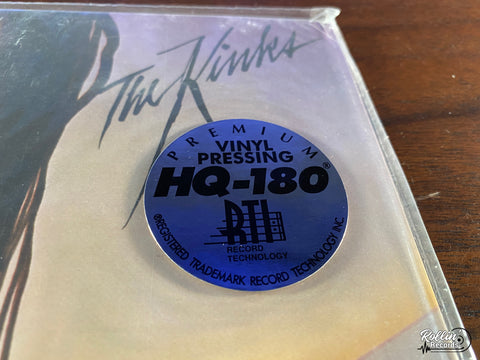 The Kinks
PREMIUM
VINYL
PRESSING
HQ-180®
RTI
RECORD
TECHNOLOGY
®REGISTERED TRADEMARK RECORD TECHNOLOGY INC
Rollin'
Records